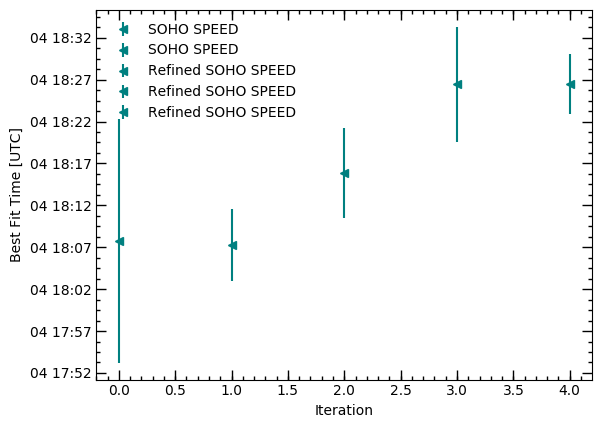 SOHO SPEED
SOHO SPEED
Refined SOHO SPEED
Refined SOHO SPEED
Refined SOHO SPEED
Best Fit Time [UTC]
04 18:32
04 18:27
04 18:22
04 18:17
04 18:12
04 18:07
04 18:02
04 17:57
04 17:52
0.0 0.5 1.0 1.5 2.0 2.5 3.0 3.5 4.0
Iteration